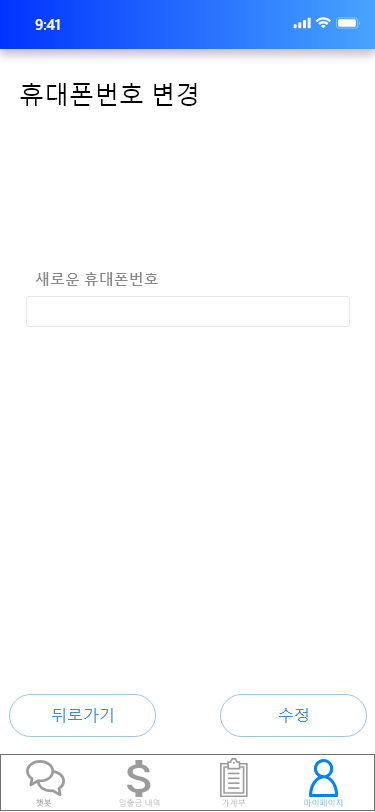 9:41
휴대폰번호 변경
새로운 휴대폰번호
뒤로가기
수정
챗봇
입출금 내역
가계부
마이페이지